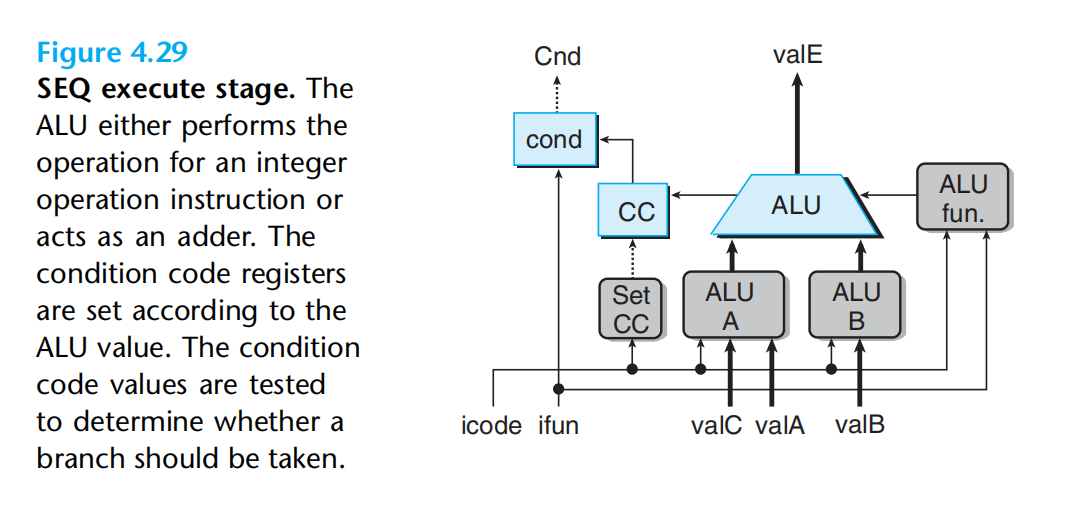 Figure 4.29
SEQ execute stage. The
ALU either performs the
operation for an integer
operation instruction or
acts as an adder. The
condition code registers
are set according to the
ALU value. The condition
code values are tested
to determine whether a
branch should be taken.
Cnd
valE
cond
CC
ALU
ALU
fun.
Set
CC
ALU
A
ALU
B
icode ifun
valC valA
valB